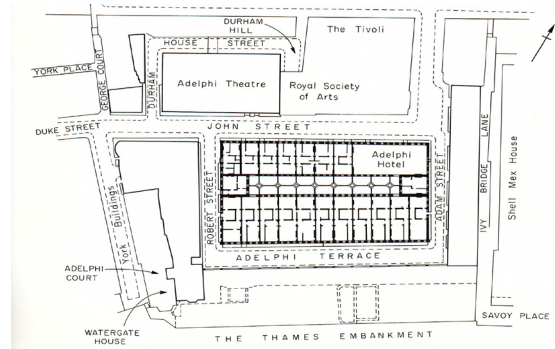 DURHAM
HILL
The Tivoli
HOUSE STREET
YORK PLACE
GEORGE COURT
DURHAM
Adelphi Theatre
Royal Society
of Arts
DUKE STREET
JOHN STREET
Adelphi
Hotel
ROBERT STREET
ADAM STREET
IVY BRIDGE LANE
Shell Mex House
York Buildings
ADELPHI TERRACE
ADELPHI
COURT
WATERGATE
HOUSE
SAVOY PLACE
THE THAMES EMBANKMENT